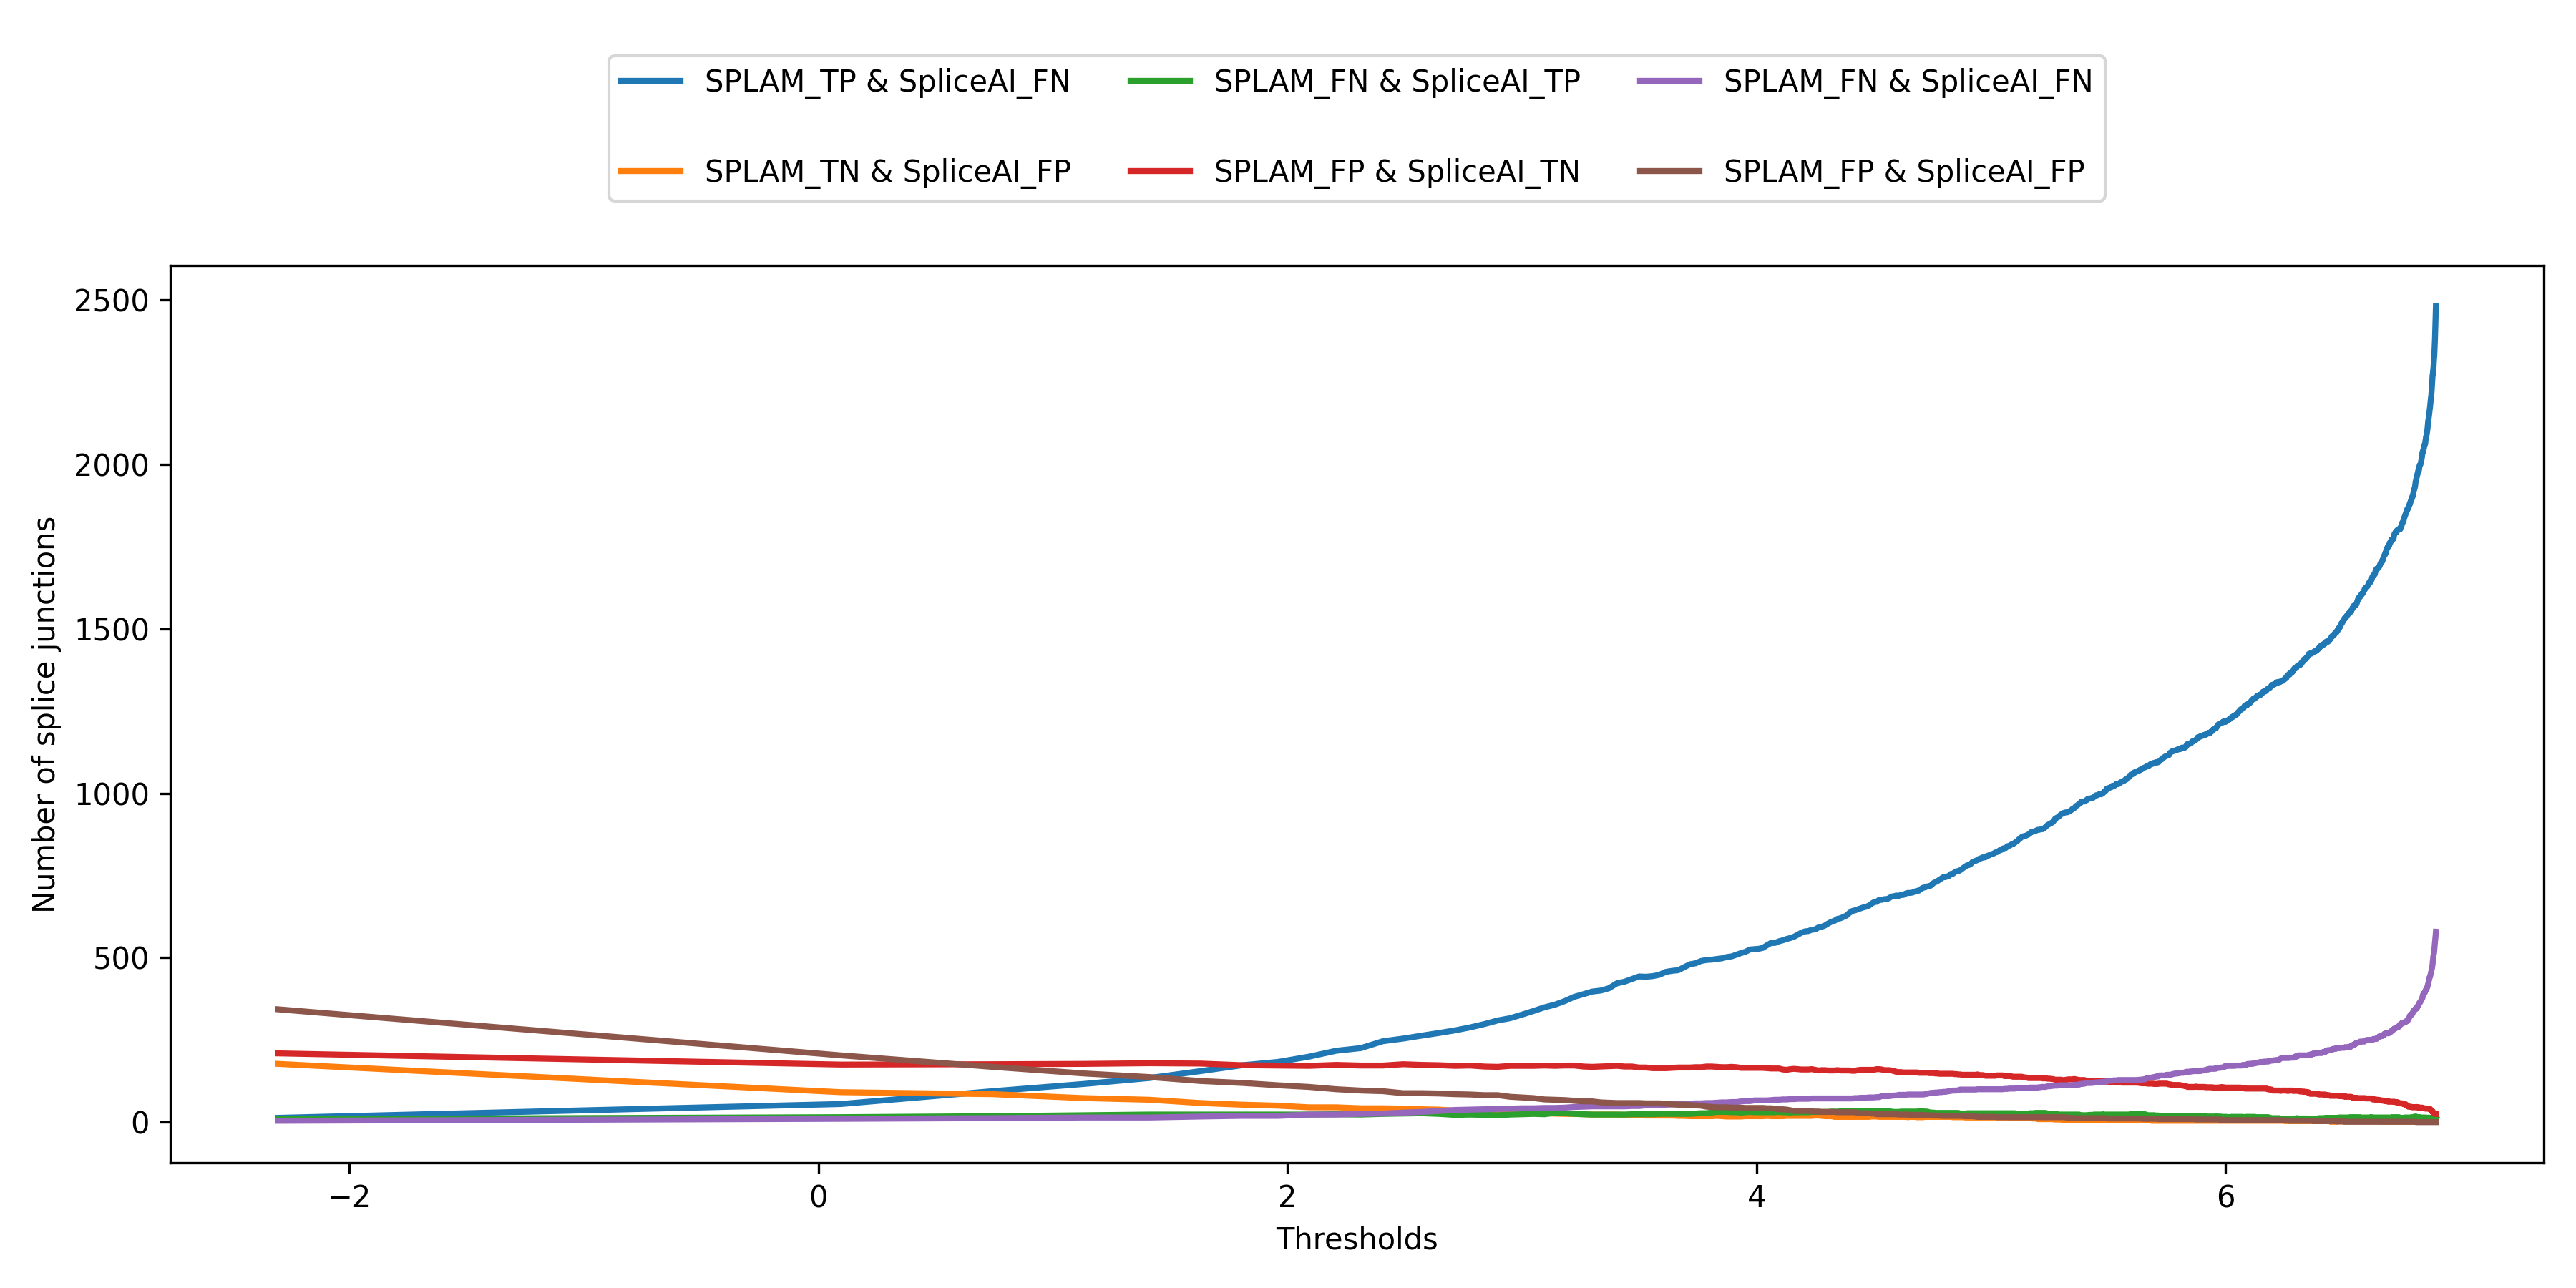 SPLAM_TP & SpliceAI_FN
SPLAM_FN & SpliceAI_TP
SPLAM_FN & SpliceAI_FN
SPLAM_TN & SpliceAI_FP
SPLAM_FP & SpliceAI_TN
SPLAM_FP & SpliceAI_FP
2500
2000
1500
1000
500
0
Number of splice junctions
−2
0
2
4
6
Thresholds